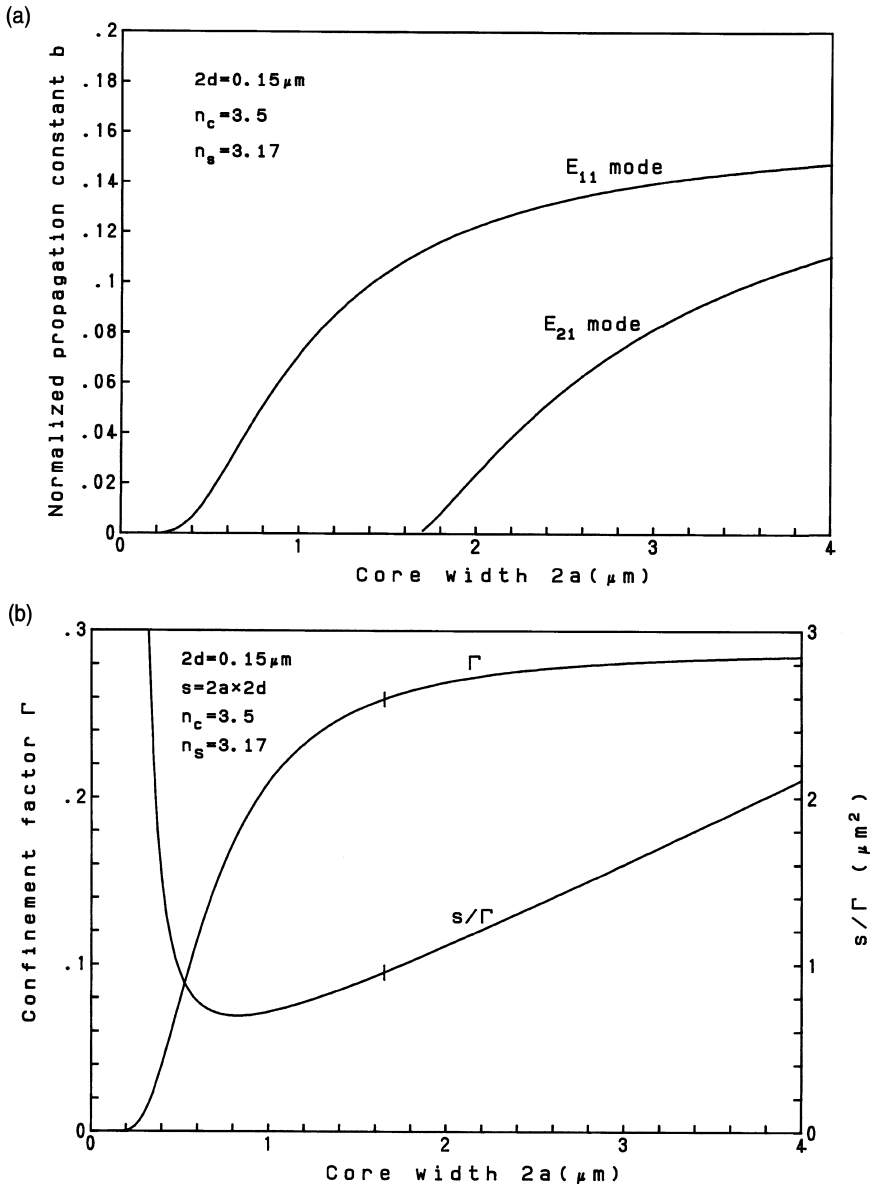 (a)
Normalized propagation constant b
.2
.18
.16
.14
.12
.1
.08
.06
.04
.02
0
2d=0.15μm
n_c=3.5
n_s=3.17
E_11 mode
E_21 mode
0 1 2 3 4
Core width 2a(μm)
(b)
Confinement factor Γ
.3
.2
.1
0
2d=0.15μm
s=2a×2d
n_c=3.5
n_s=3.17
Γ
s/Γ
3
2
1
0
s/Γ (μm²)
0 1 2 3 4
Core width 2a(μm)